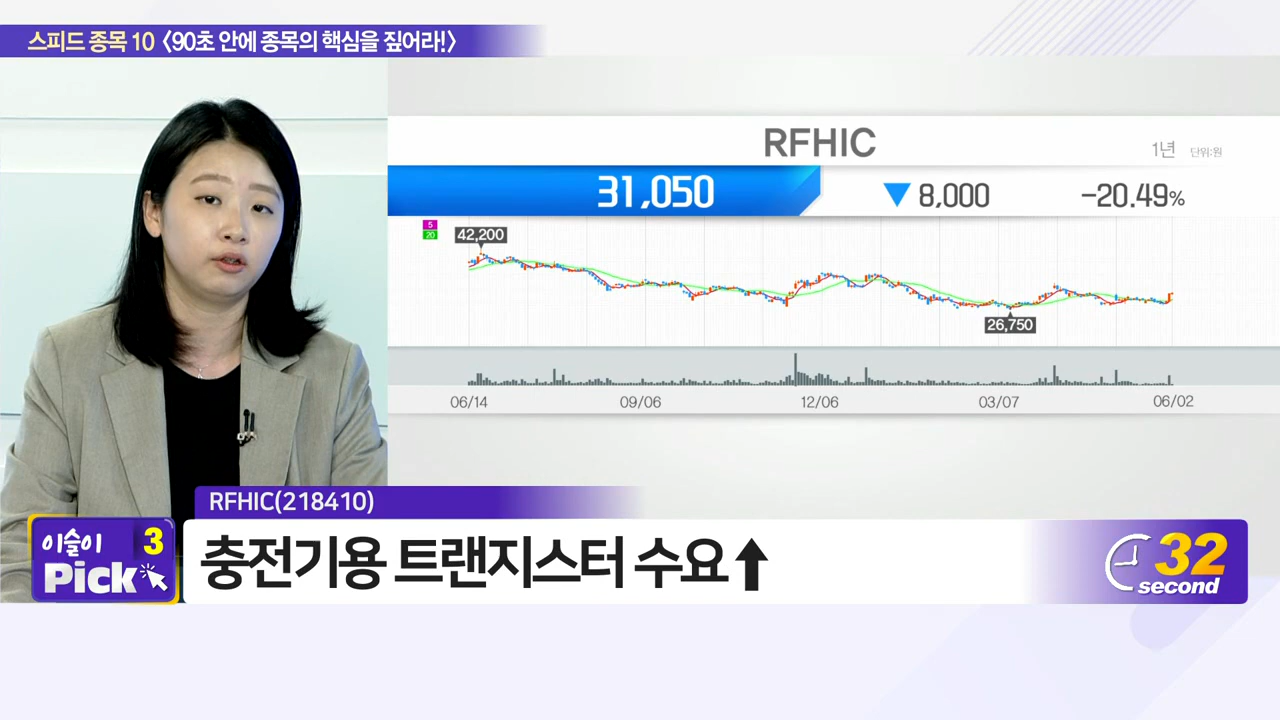 스피드 종목 10 〈90초 안에 종목의 핵심을 짚어라!〉
RFHIC
1년 단위:원
31,050 ▼ 8,000 -20.49%
5
20
42,200
26,750
06/14 09/06 12/06 03/07 06/02
RFHIC(218410)
이슬이 3
Pick
충전기용 트랜지스터 수요↑
32
second